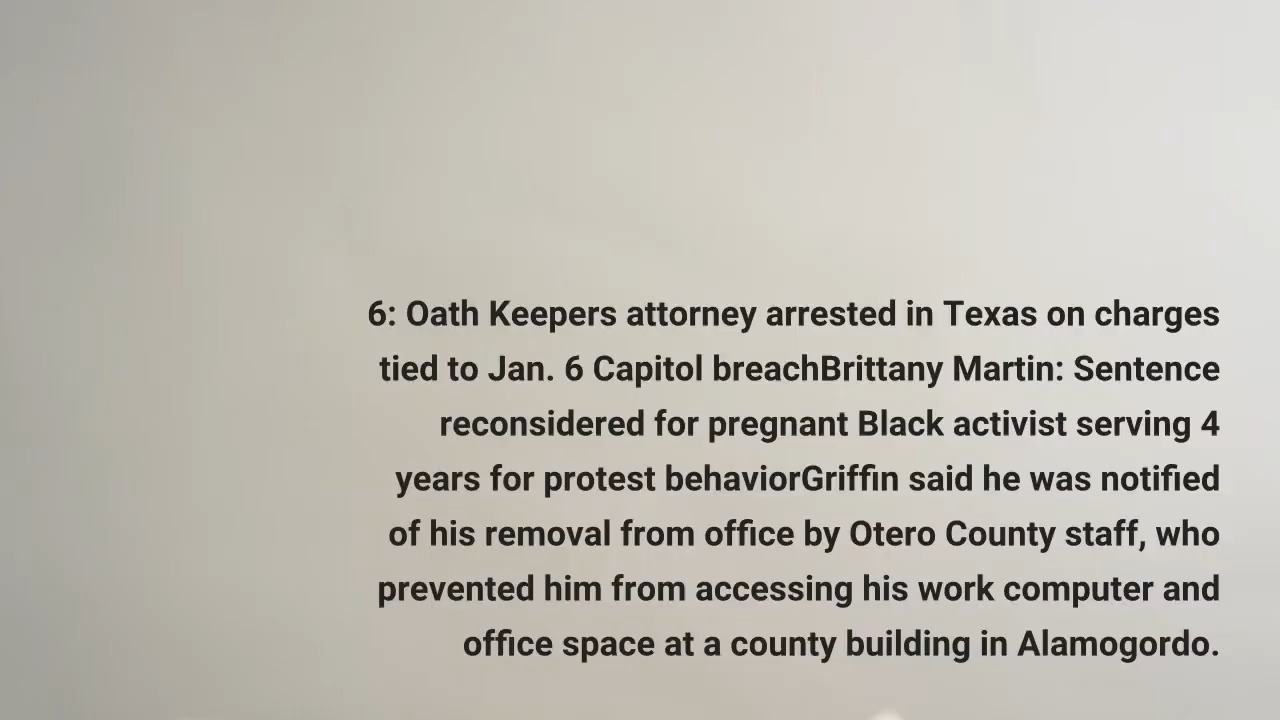 6: Oath Keepers attorney arrested in Texas on charges
tied to Jan. 6 Capitol breachBrittany Martin: Sentence
reconsidered for pregnant Black activist serving 4
years for protest behaviorGriffin said he was notified
of his removal from office by Otero County staff, who
prevented him from accessing his work computer and
office space at a county building in Alamogordo.